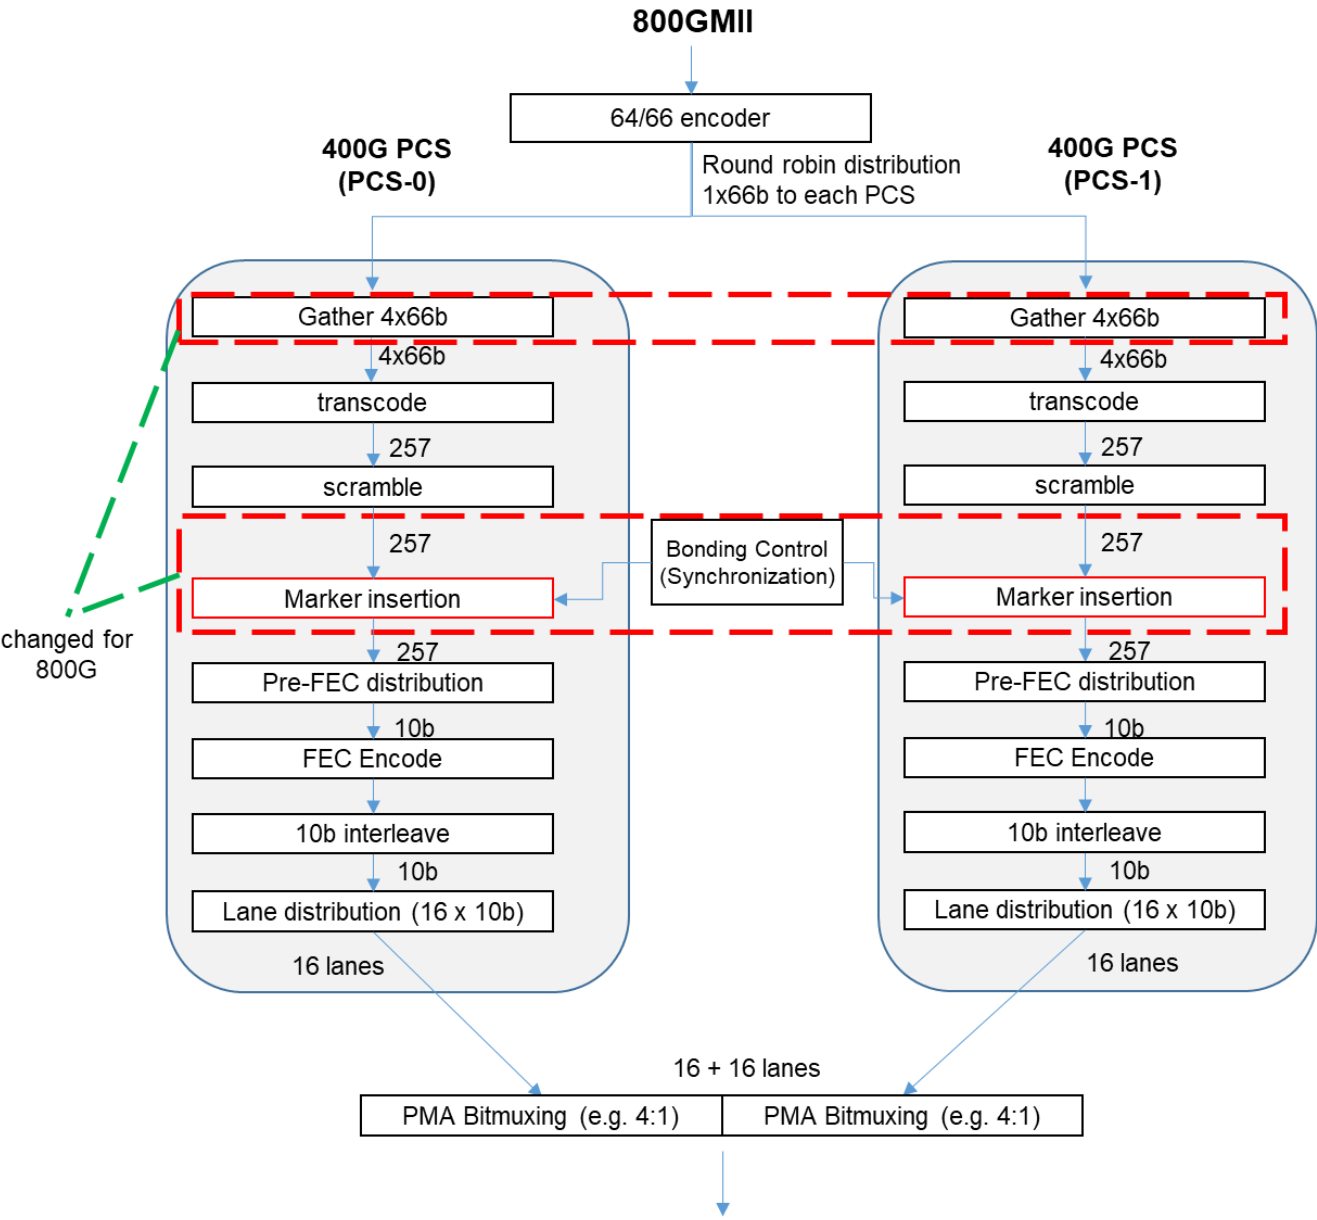 800GMII
64/66 encoder
Round robin distribution
1x66b to each PCS
400G PCS
(PCS-0)
400G PCS
(PCS-1)
Gather 4x66b
4x66b
transcode
257
scramble
257
Marker insertion
257
Pre-FEC distribution
10b
FEC Encode
10b interleave
10b
Lane distribution (16 x 10b)
16 lanes
Bonding Control
(Synchronization)
changed for
800G
Gather 4x66b
4x66b
transcode
257
scramble
257
Marker insertion
257
Pre-FEC distribution
10b
FEC Encode
10b interleave
10b
Lane distribution (16 x 10b)
16 lanes
16 + 16 lanes
PMA Bitmuxing (e.g. 4:1)
PMA Bitmuxing (e.g. 4:1)